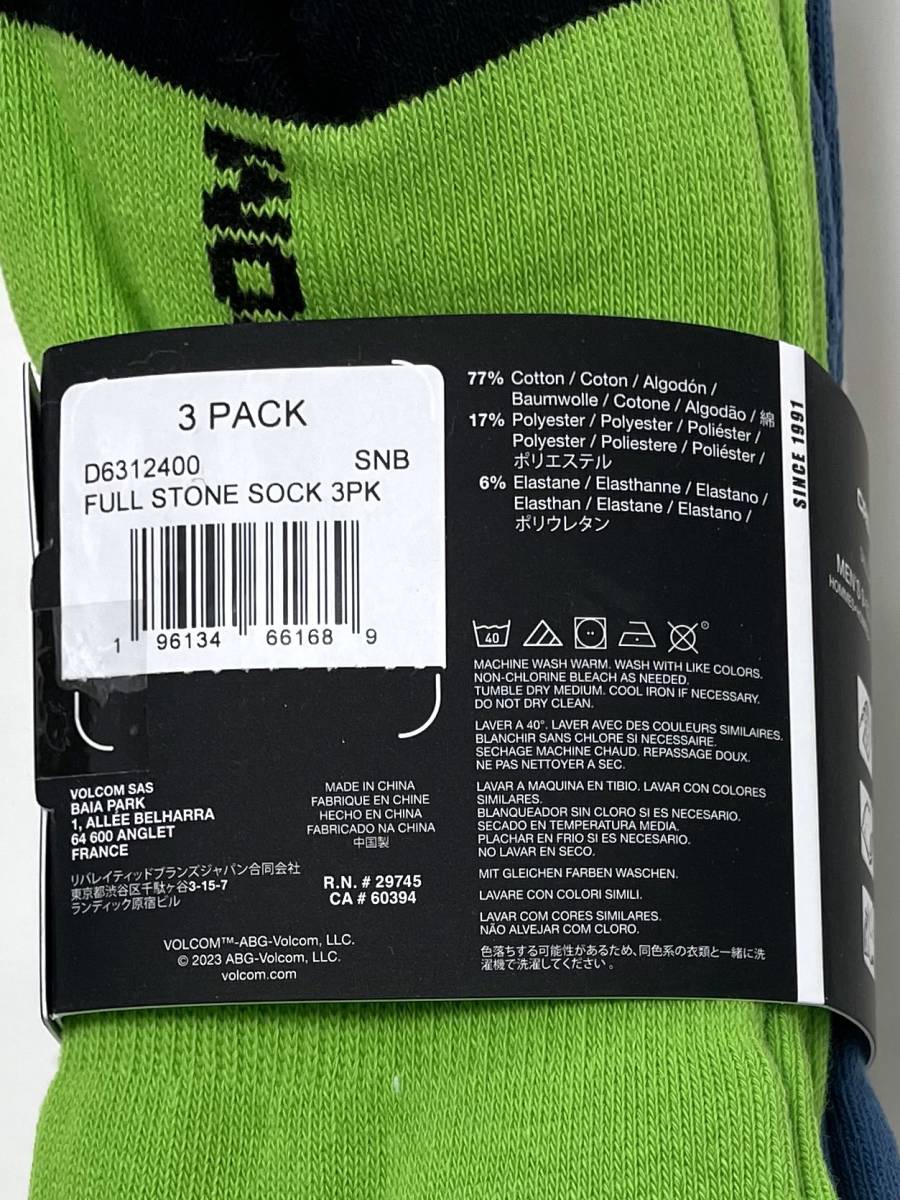 3 PACK
D6312400 SNB
FULL STONE SOCK 3PK
1 96134 66168 9
77% Cotton / Coton / Algodón /
Baumwolle / Cotone / Algodão / 綿
17% Polyester / Polyester / Poliéster /
Polyester / Poliestere / Poliéster /
ポリエステル
6% Elastane / Elasthanne / Elastano /
Elasthan / Elastane / Elastano /
ポリウレタン
SINCE 1991
40
MACHINE WASH WARM. WASH WITH LIKE COLORS.
NON-CHLORINE BLEACH AS NEEDED.
TUMBLE DRY MEDIUM. COOL IRON IF NECESSARY.
DO NOT DRY CLEAN.
LAVER A 40°. LAVER AVEC DES COULEURS SIMILAIRES.
BLANCHIR SANS CHLORE SI NECESSAIRE.
SECHAGE MACHINE CHAUD. REPASSAGE DOUX.
NE PAS NETTOYER A SEC.
LAVAR A MAQUINA EN TIBIO. LAVAR CON COLORES
SIMILARES.
BLANQUEADOR SIN CLORO SI ES NECESARIO.
SECADO EN TEMPERATURA MEDIA.
PLACHAR EN FRIO SI ES NECESARIO.
NO LAVAR EN SECO.
MIT GLEICHEN FARBEN WASCHEN.
LAVARE CON COLORI SIMILI.
LAVAR COM CORES SIMILARES.
NÃO ALVEJAR COM CLORO.
色落ちする可能性があるため、同色系の衣類と一緒に洗
濯機で洗濯してください。
VOLCOM SAS
BAIA PARK
1, ALLÉE BELHARRA
64 600 ANGLET
FRANCE
リバレイティッドブランズジャパン合同会社
東京都渋谷区千駄ヶ谷3-15-7
ランディック原宿ビル
MADE IN CHINA
FABRIQUE EN CHINE
HECHO EN CHINA
FABRICADO NA CHINA
中国製
R.N. # 29745
CA # 60394
VOLCOM™-ABG-Volcom, LLC.
© 2023 ABG-Volcom, LLC.
volcom.com
MEN'S